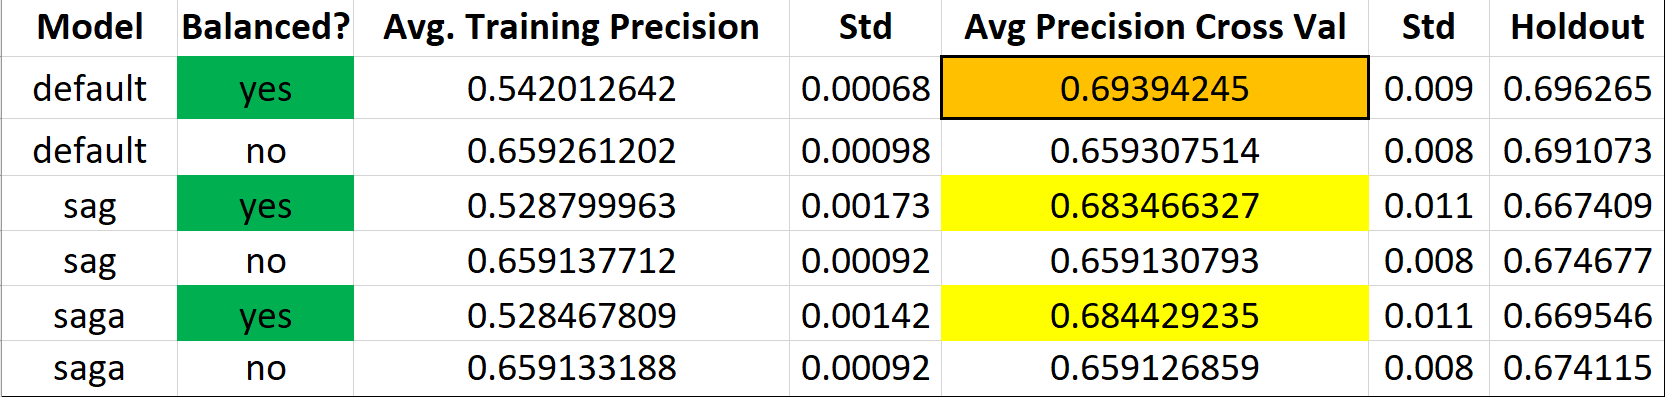 Model Balanced? Avg. Training Precision Std Avg Precision Cross Val Std Holdout
default yes 0.542012642 0.00068 0.69394245 0.009 0.696265
default no 0.659261202 0.00098 0.659307514 0.008 0.691073
sag yes 0.528799963 0.00173 0.683466327 0.011 0.667409
sag no 0.659137712 0.00092 0.659130793 0.008 0.674677
saga yes 0.528467809 0.00142 0.684429235 0.011 0.669546
saga no 0.659133188 0.00092 0.659126859 0.008 0.674115